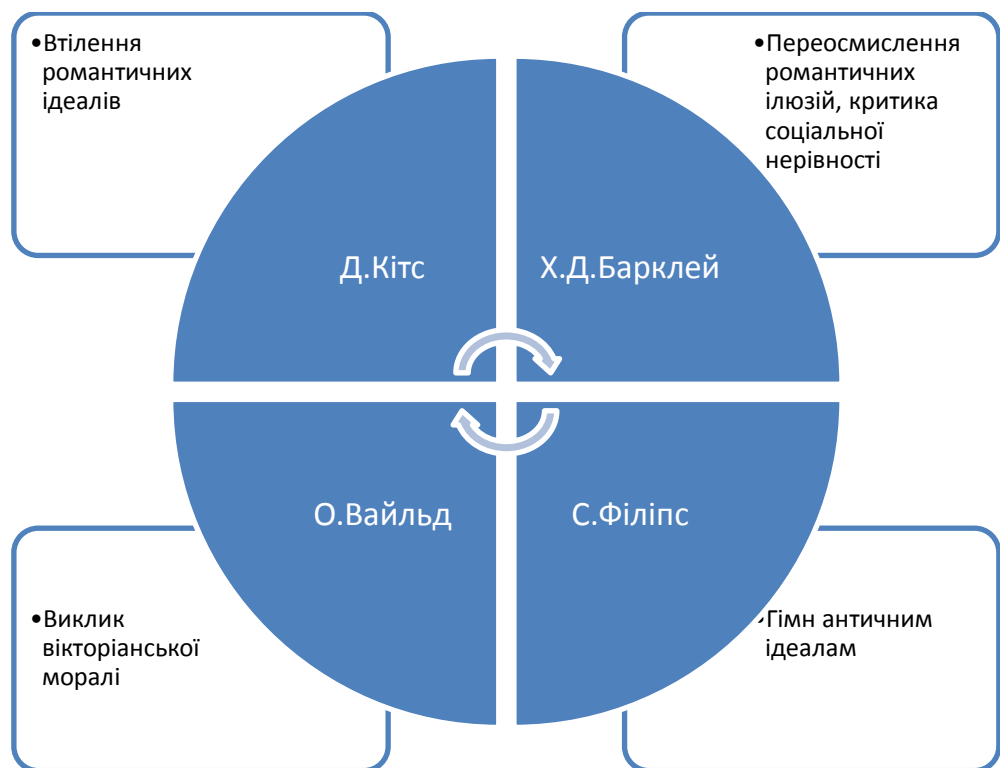 •Втілення
романтичних
ідеалів
•Переосмислення
романтичних
ілюзій, критика
соціальної
нерівності
Д.Кітс
Х.Д.Барклей
О.Вайльд
С.Філіпс
•Виклик
вікторіанської
моралі
•Гімн античним
ідеалам